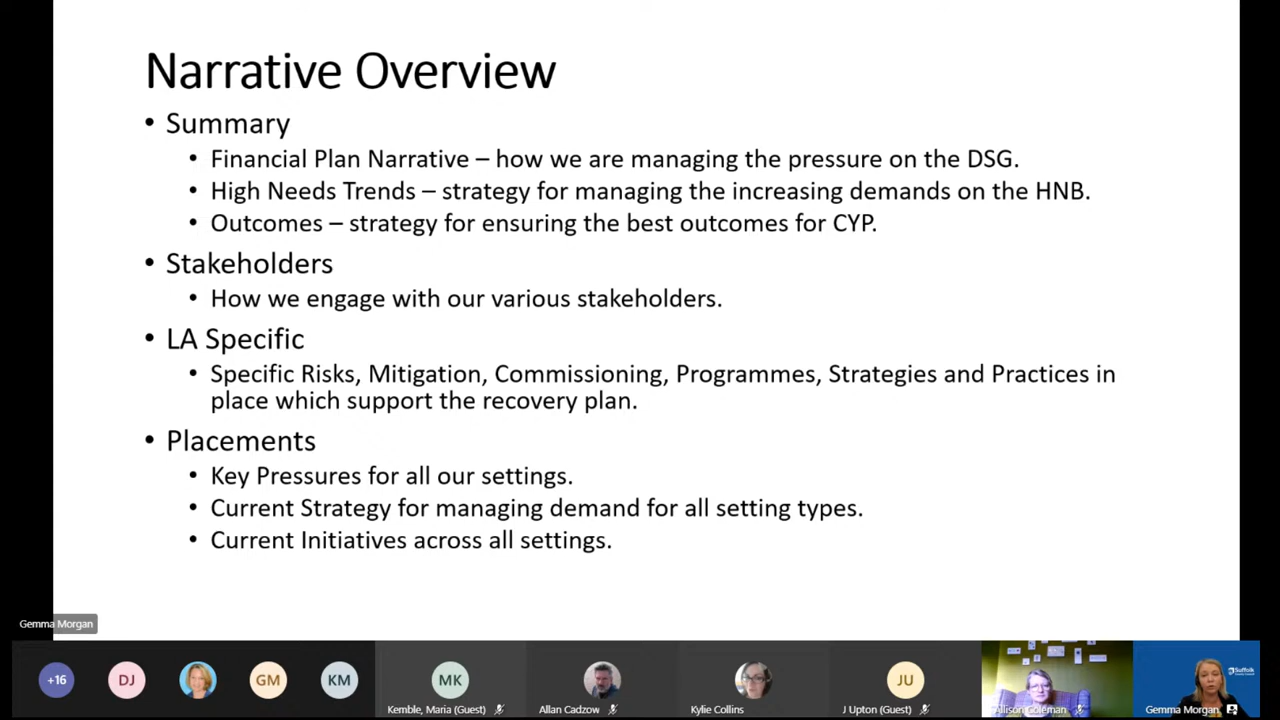 Narrative Overview
• Summary
• Financial Plan Narrative – how we are managing the pressure on the DSG.
• High Needs Trends – strategy for managing the increasing demands on the HNB.
• Outcomes – strategy for ensuring the best outcomes for CYP.
• Stakeholders
• How we engage with our various stakeholders.
• LA Specific
• Specific Risks, Mitigation, Commissioning, Programmes, Strategies and Practices in
place which support the recovery plan.
• Placements
• Key Pressures for all our settings.
• Current Strategy for managing demand for all setting types.
• Current Initiatives across all settings.
Gemma Morgan
+16
DJ
GM
KM
MK
Kemble, Maria (Guest)
Allan Cadzow
Kylie Collins
JU
J Upton (Guest)
Allison Coleman
Suffolk
Gemma Morgan